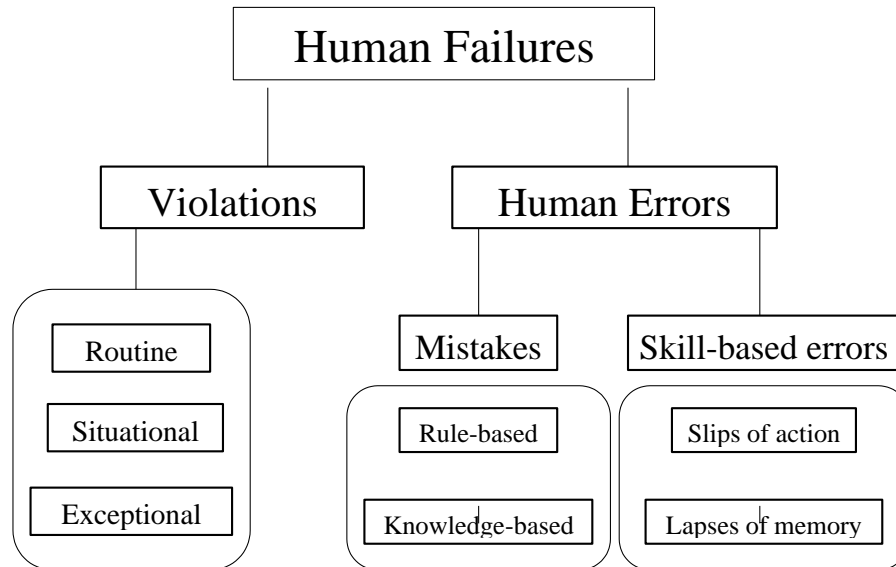 Human Failures
Violations
Human Errors
Routine
Situational
Exceptional
Mistakes
Skill-based errors
Rule-based
Slips of action
Knowledge-based
Lapses of memory